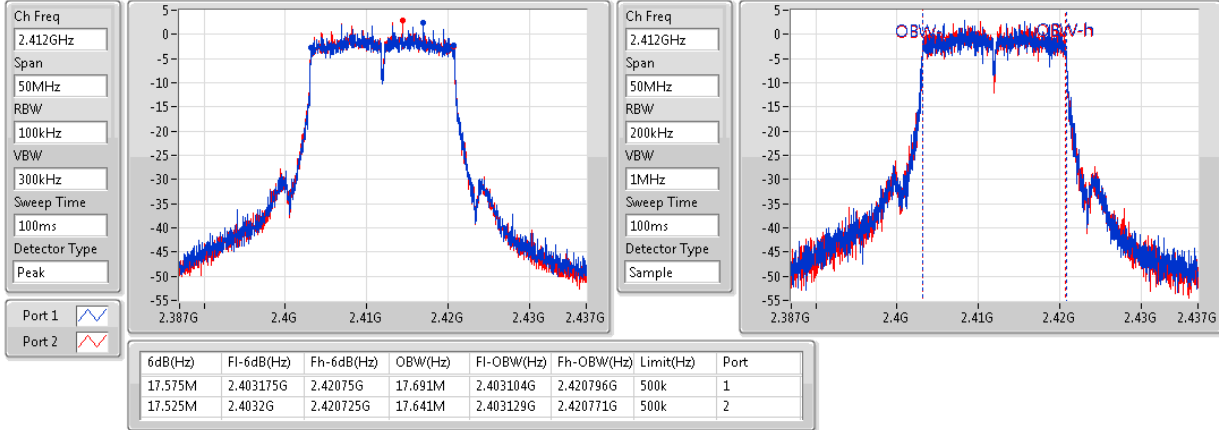 Ch Freq
2.412GHz
Span
50MHz
RBW
100kHz
VBW
300kHz
Sweep Time
100ms
Detector Type
Peak
Port 1
Port 2
5
0
-5
-10
-15
-20
-25
-30
-35
-40
-45
-50
-55
2.387G 2.4G 2.41G 2.42G 2.43G 2.437G
Ch Freq
2.412GHz
Span
50MHz
RBW
200kHz
VBW
1MHz
Sweep Time
100ms
Detector Type
Sample
5
0
-5
-10
-15
-20
-25
-30
-35
-40
-45
-50
-55
OBW-h
2.387G 2.4G 2.41G 2.42G 2.43G 2.437G
6dB(Hz) Fl-6dB(Hz) Fh-6dB(Hz) OBW(Hz) Fl-OBW(Hz) Fh-OBW(Hz) Limit(Hz) Port
17.575M 2.403175G 2.42075G 17.691M 2.403104G 2.420796G 500k 1
17.525M 2.4032G 2.420725G 17.641M 2.403129G 2.420771G 500k 2